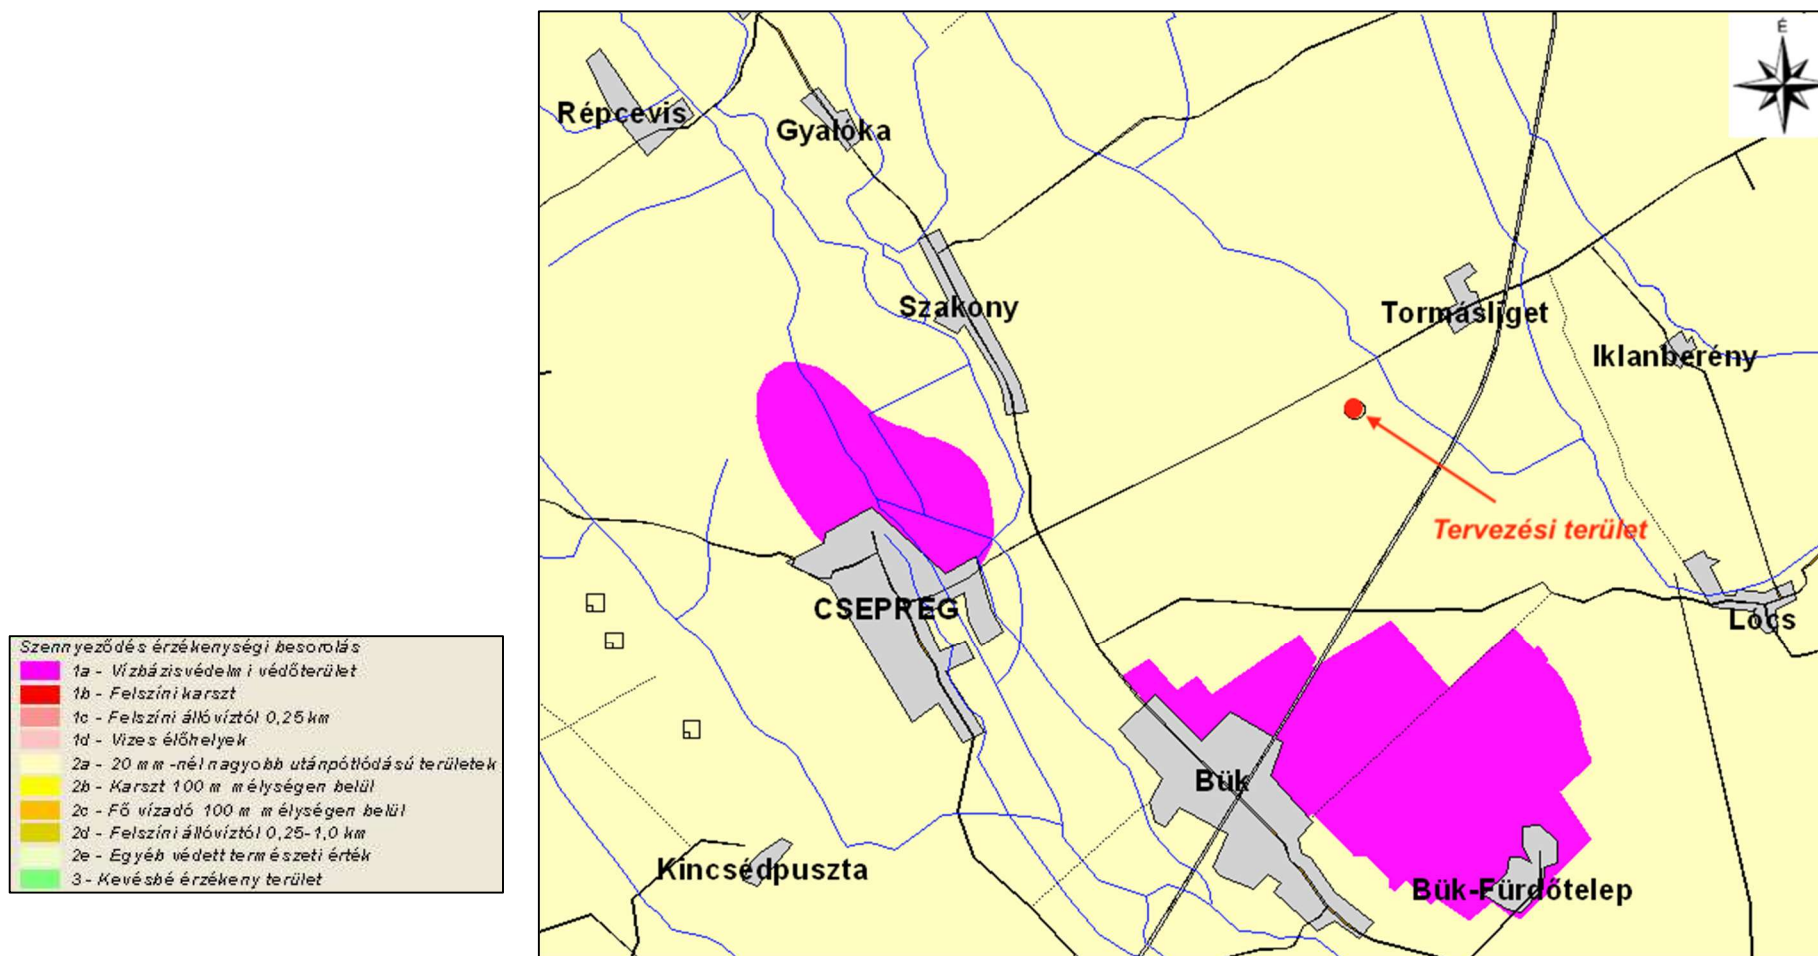 É
Répcevis
Gyalóka
Szakony
Tormásliget
Iklanberény
Tervezési terület
CSEPREG
Lócs
Bük
Kincsédpuszta
Bük-Fürdőtelep
Szennyeződés érzékenységi besorolás
1a - Vízbázisvédelmi védőterület
1b - Felszíni karszt
1c - Felszíni állóvíztól 0,25 km
1d - Vizes élőhelyek
2a - 20 mm-nél nagyobb utánpótlódású területek
2b - Karszt 100 m mélységen belül
2c - Fő vízadó 100 m mélységen belül
2d - Felszíni állóvíztól 0,25-1,0 km
2e - Egyéb védett természeti érték
3 - Kevésbé érzékeny terület